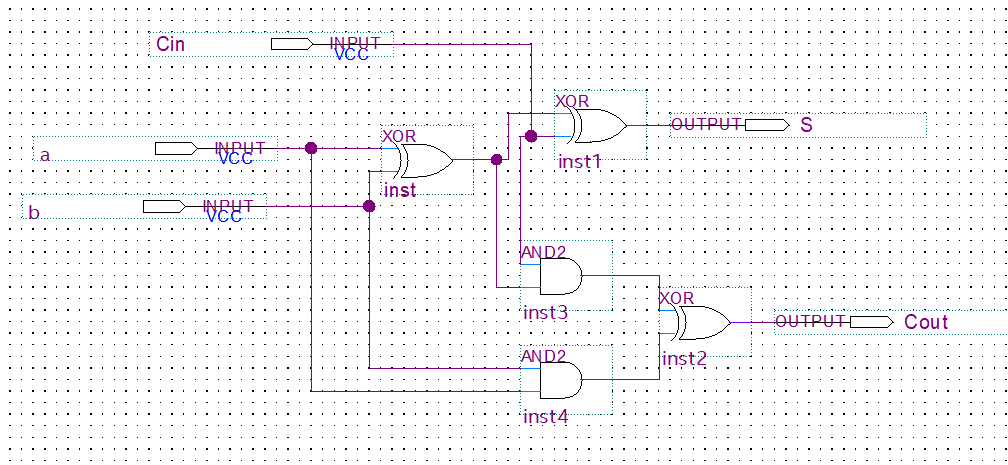 Cin INPUT
VCC
XOR
OUTPUT S
XOR
a INPUT
VCC
inst1
inst
b INPUT
VCC
AND2
XOR
inst3
OUTPUT Cout
AND2
inst2
inst4